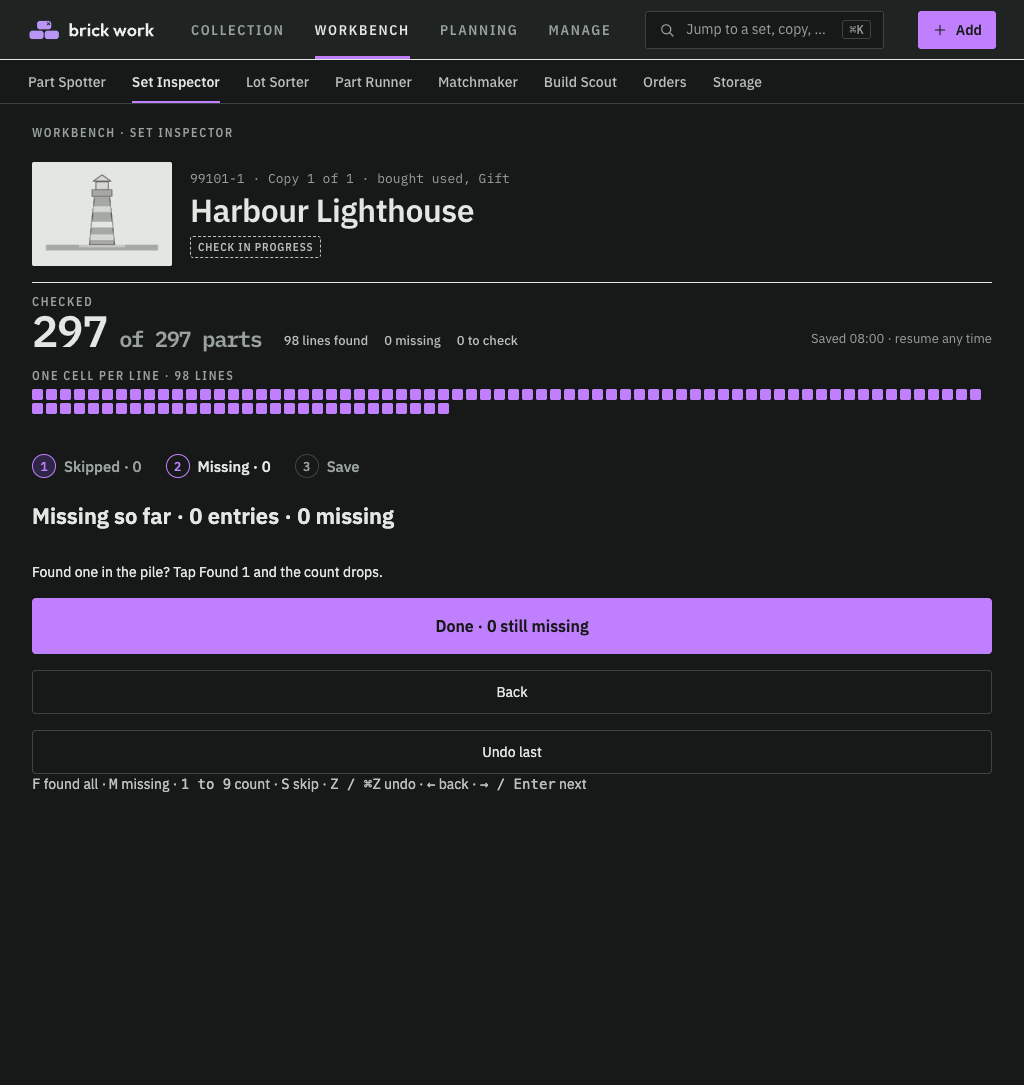 brick work
COLLECTION
WORKBENCH
PLANNING
MANAGE
Jump to a set, copy, ...
⌘K
+ Add
Part Spotter
Set Inspector
Lot Sorter
Part Runner
Matchmaker
Build Scout
Orders
Storage
WORKBENCH · SET INSPECTOR
99101-1 · Copy 1 of 1 · bought used, Gift
Harbour Lighthouse
CHECK IN PROGRESS
CHECKED
297 of 297 parts
98 lines found
0 missing
0 to check
Saved 08:00 · resume any time
ONE CELL PER LINE · 98 LINES
1 Skipped · 0
2 Missing · 0
3 Save
Missing so far · 0 entries · 0 missing
Found one in the pile? Tap Found 1 and the count drops.
Done · 0 still missing
Back
Undo last
F found all · M missing · 1 to 9 count · S skip · Z / ⌘Z undo · ← back · → / Enter next